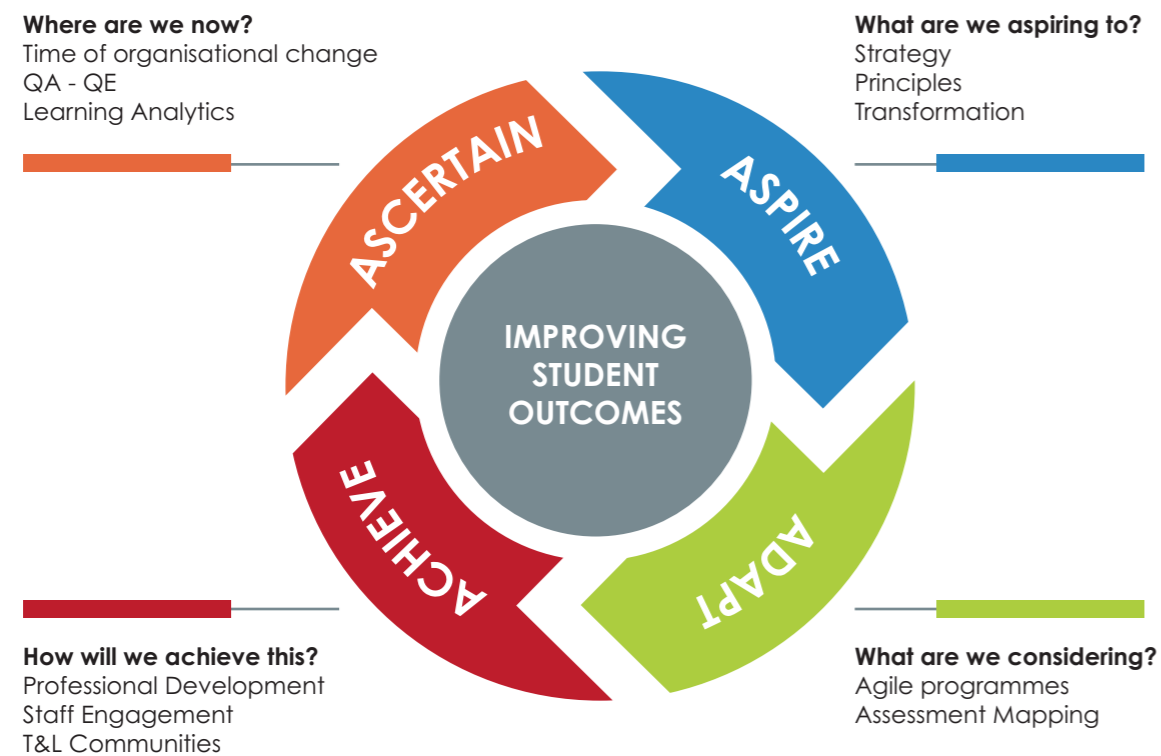 Where are we now?
Time of organisational change
QA - QE
Learning Analytics
What are we aspiring to?
Strategy
Principles
Transformation
ASCERTAIN
ASPIRE
IMPROVING
STUDENT
OUTCOMES
ACHIEVE
ADAPT
How will we achieve this?
Professional Development
Staff Engagement
T&L Communities
What are we considering?
Agile programmes
Assessment Mapping